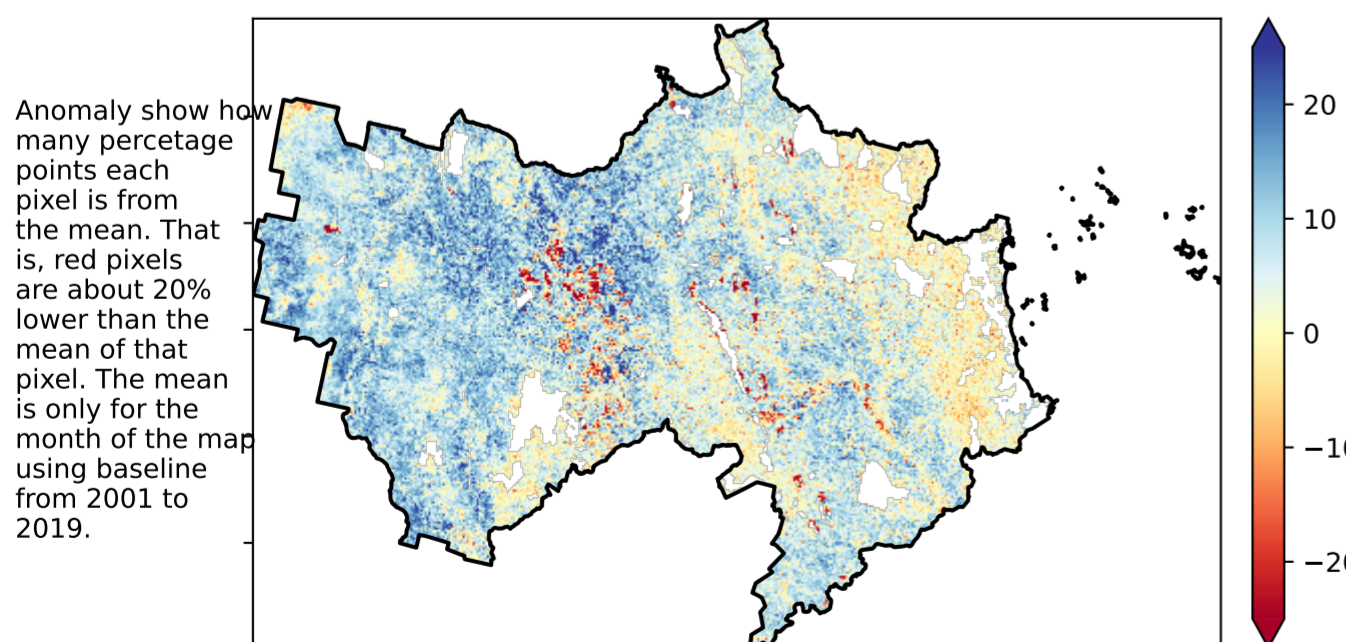 Anomaly show how
many percetage
points each
pixel is from
the mean. That
is, red pixels
are about 20%
lower than the
mean of that
pixel. The mean
is only for the
month of the map
using baseline
from 2001 to
2019.
20
10
0
−10
−20